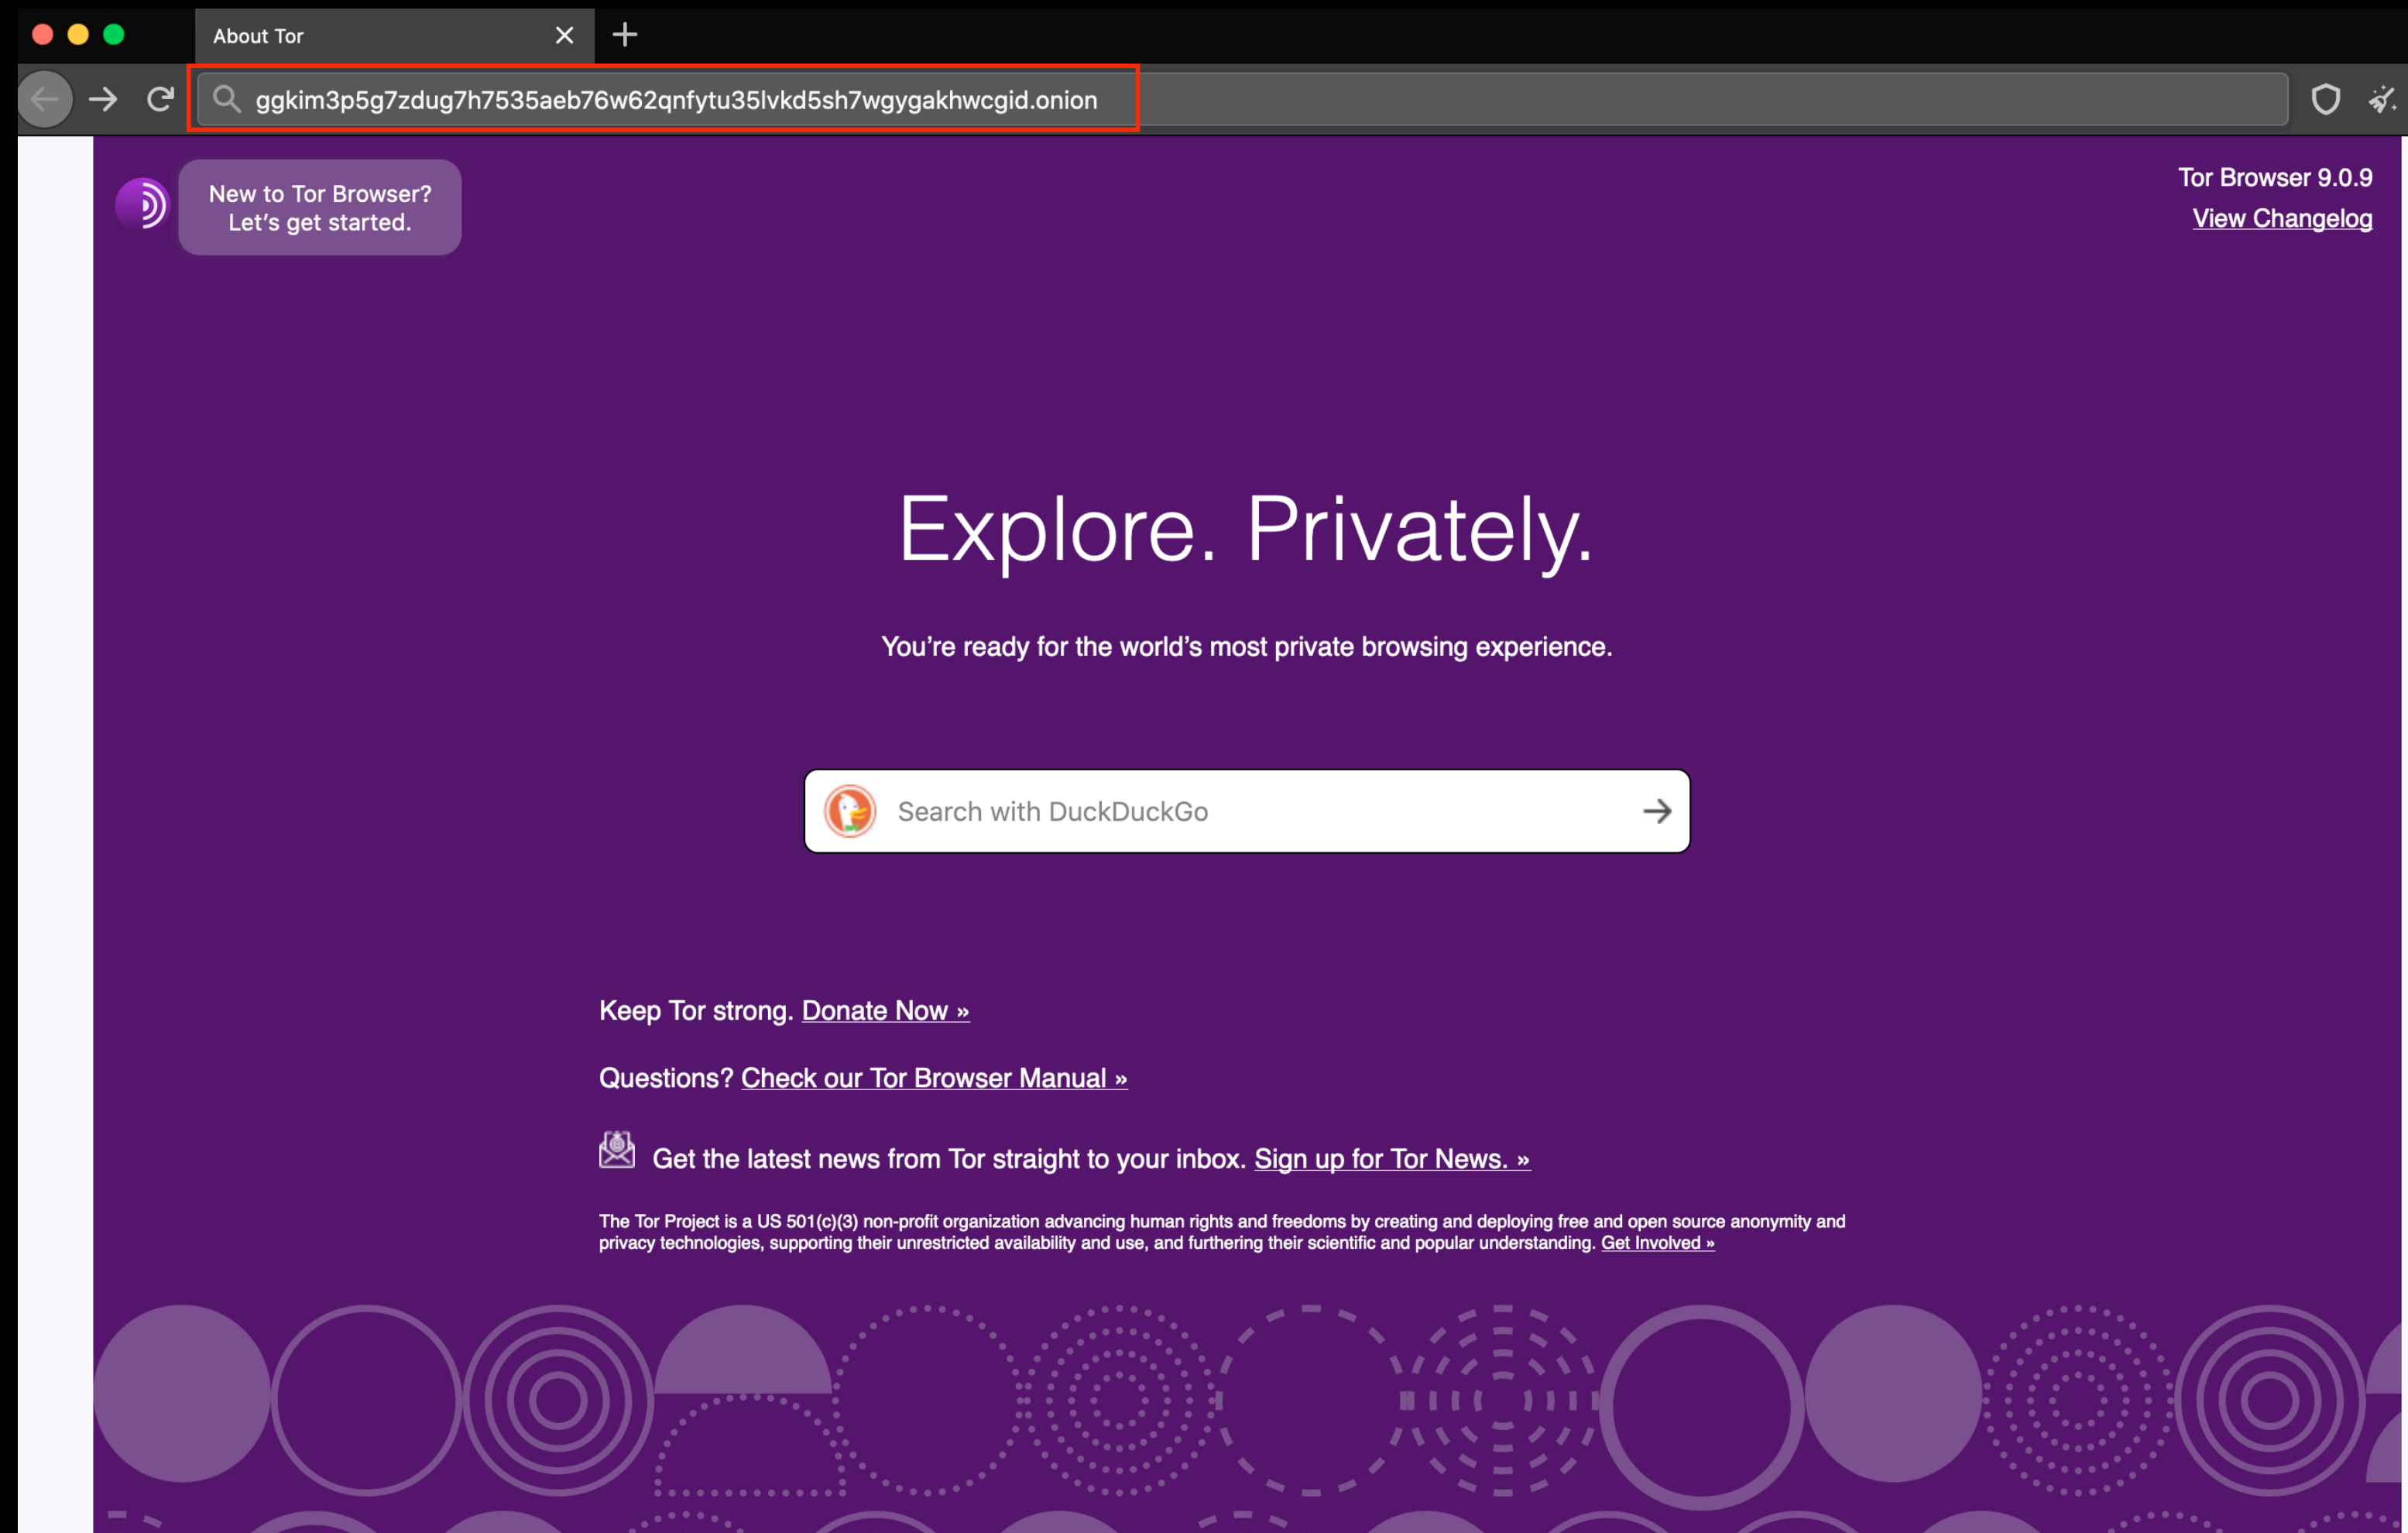 About Tor
ggkim3p5g7zdug7h7535aeb76w62qnfytu35lvkd5sh7wgygakhwcgid.onion
New to Tor Browser?
Let’s get started.
Tor Browser 9.0.9
View Changelog
Explore. Privately.
You’re ready for the world’s most private browsing experience.
Search with DuckDuckGo
Keep Tor strong. Donate Now »
Questions? Check our Tor Browser Manual »
Get the latest news from Tor straight to your inbox. Sign up for Tor News. »
The Tor Project is a US 501(c)(3) non-profit organization advancing human rights and freedoms by creating and deploying free and open source anonymity and
privacy technologies, supporting their unrestricted availability and use, and furthering their scientific and popular understanding. Get Involved »